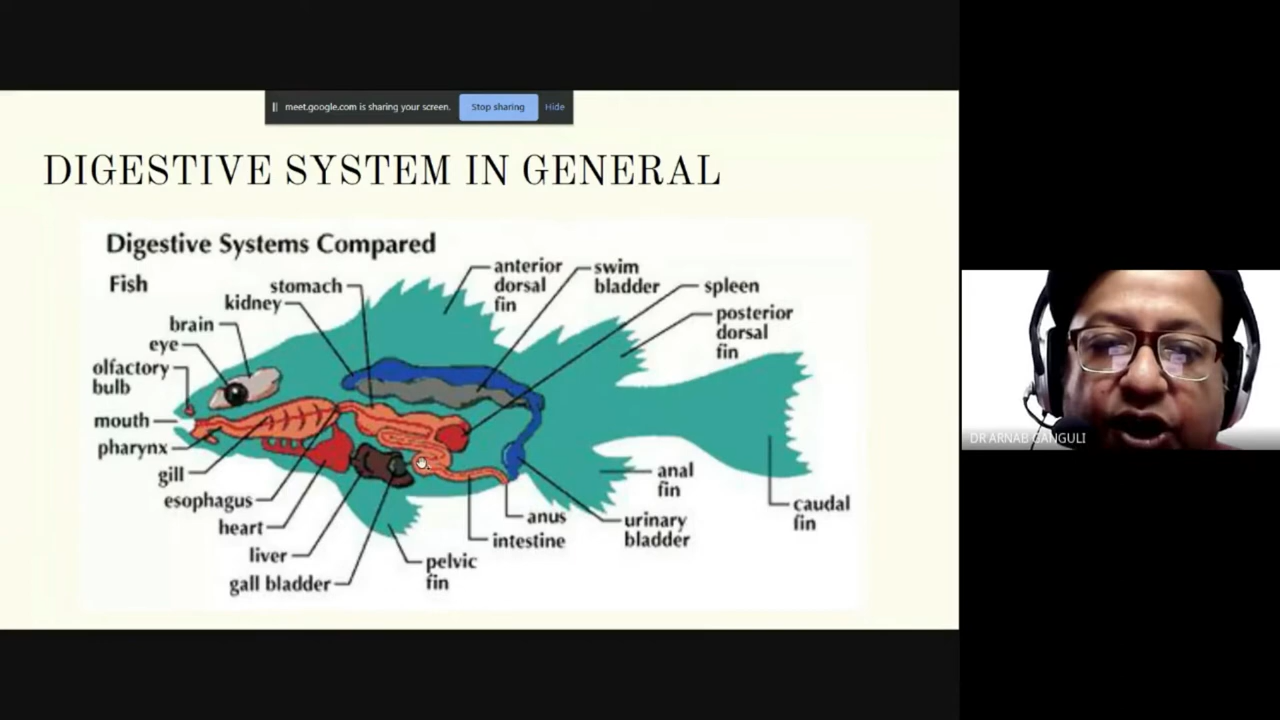 meet.google.com is sharing your screen.
Stop sharing
Hide
DIGESTIVE SYSTEM IN GENERAL
Digestive Systems Compared
Fish
stomach
kidney
brain
eye
olfactory
bulb
mouth
pharynx
gill
esophagus
heart
liver
gall bladder
anterior
dorsal
fin
swim
bladder
spleen
posterior
dorsal
fin
anal
fin
caudal
fin
anus
intestine
urinary
bladder
pelvic
fin
DR ARNAB GANGULI